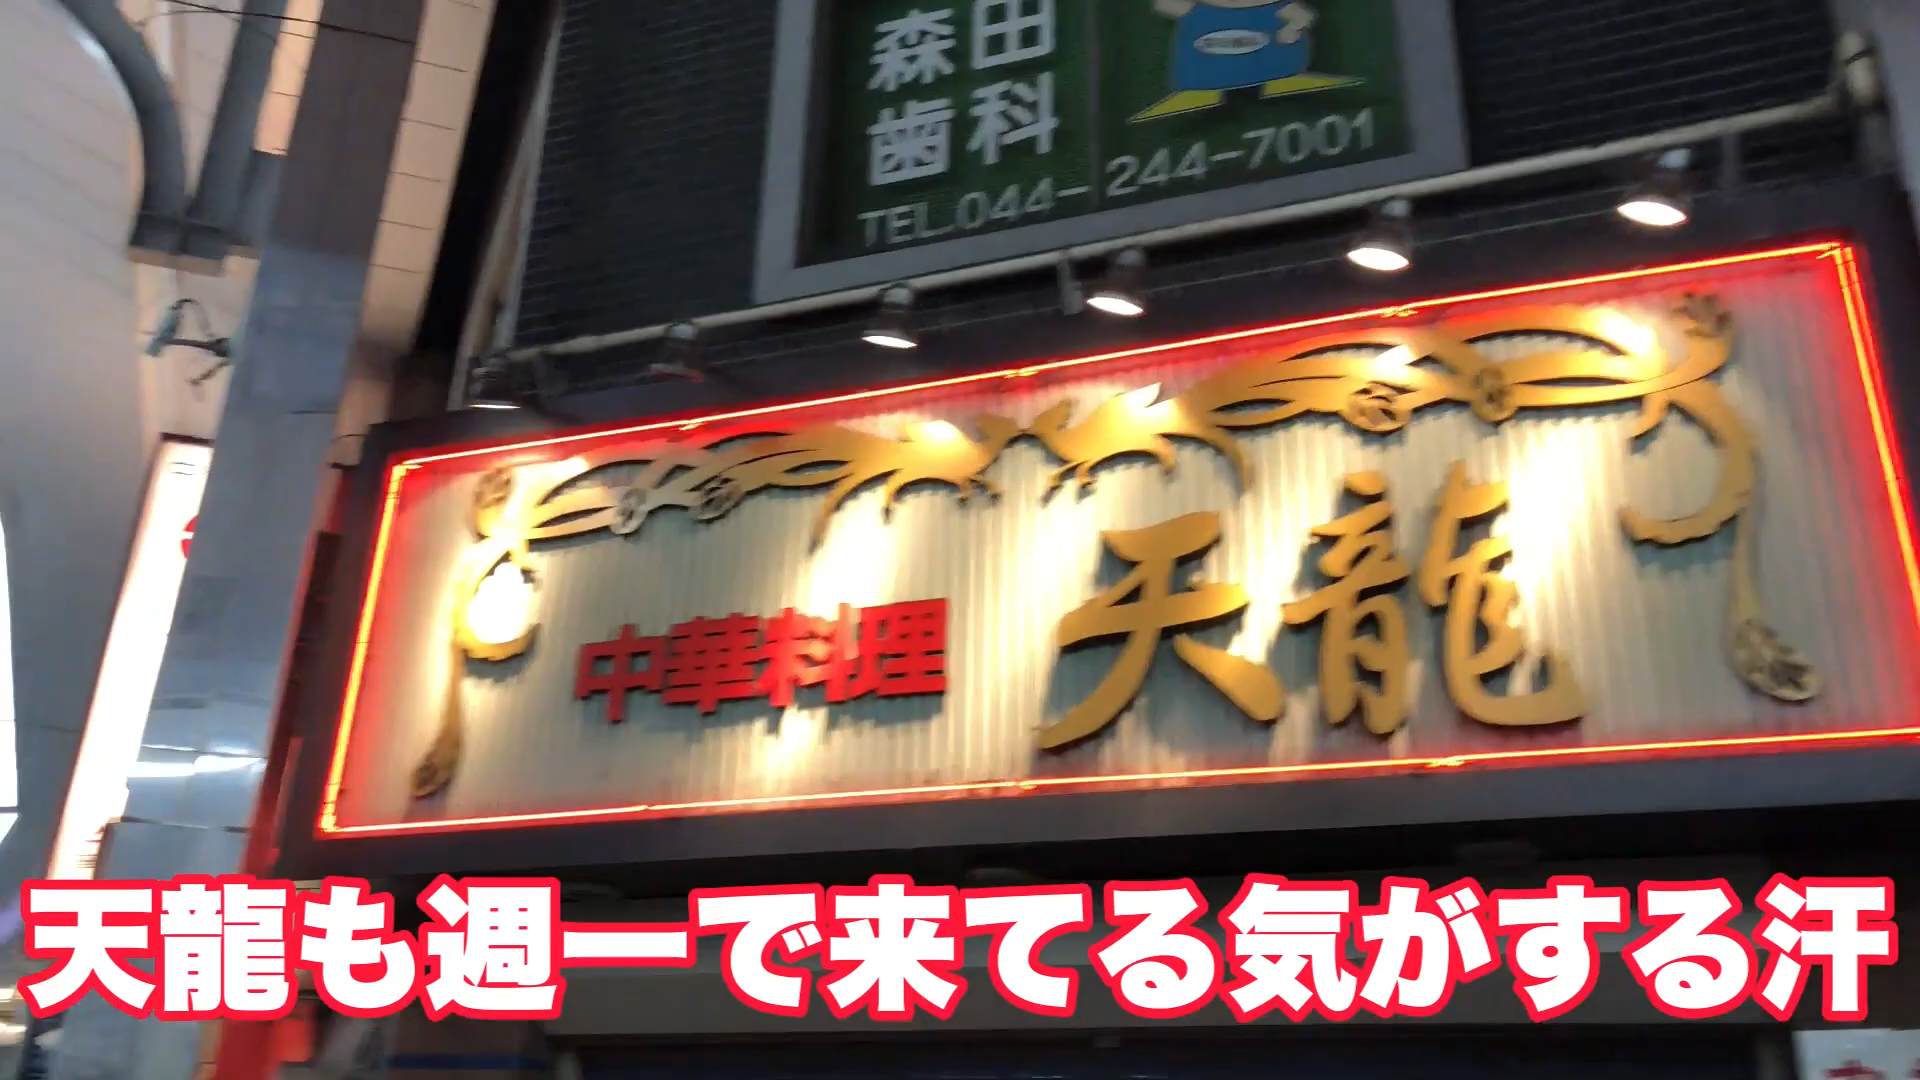 森田
歯科
TEL.044-244-7001
中華料理
天龍
天龍も週一で来てる気がする汗